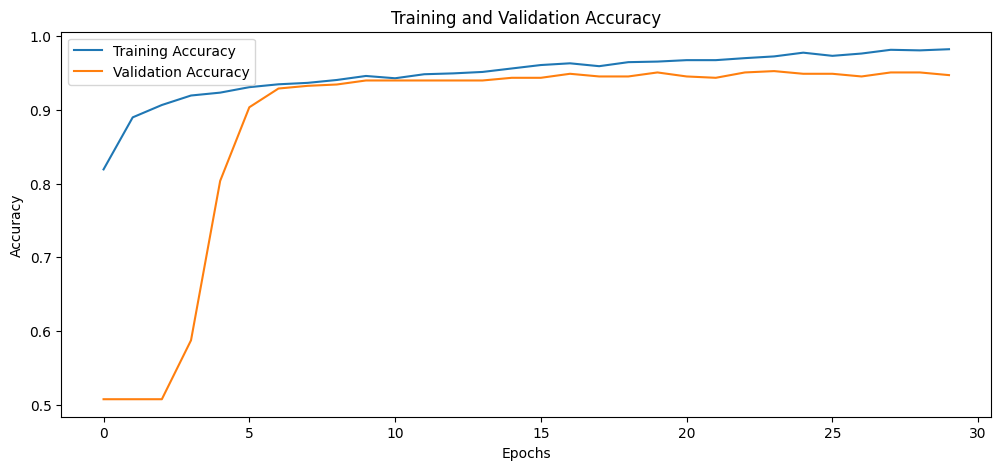 Training and Validation Accuracy
Training Accuracy
Validation Accuracy
1.0
0.9
0.8
0.7
0.6
0.5
Accuracy
0 5 10 15 20 25 30
Epochs